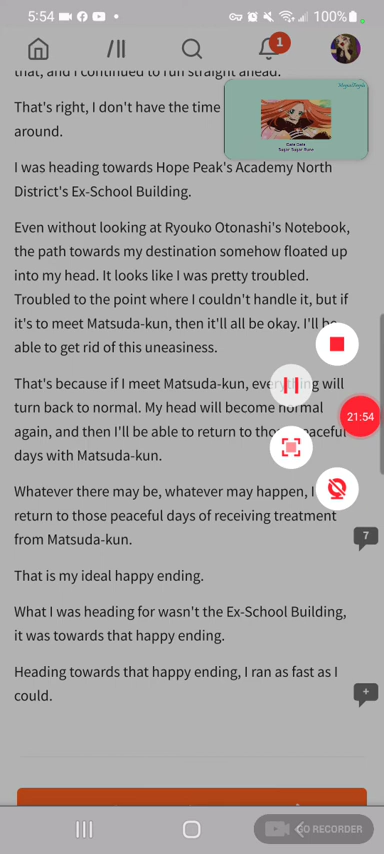 5:54
100%
1
that, and I continued to run straight ahead.
That's right, I don't have the time
around.
I was heading towards Hope Peak's Academy North
District's Ex-School Building.
Even without looking at Ryouko Otonashi's Notebook,
the path towards my destination somehow floated up
into my head. It looks like I was pretty troubled.
Troubled to the point where I couldn't handle it, but if
it's to meet Matsuda-kun, then it'll all be okay. I'll be
able to get rid of this uneasiness.
That's because if I meet Matsuda-kun, everything will
turn back to normal. My head will become normal
again, and then I'll be able to return to those peaceful
21:54
days with Matsuda-kun.
Whatever there may be, whatever may happen, I
return to those peaceful days of receiving treatment
from Matsuda-kun.
7
That is my ideal happy ending.
What I was heading for wasn't the Ex-School Building,
it was towards that happy ending.
Heading towards that happy ending, I ran as fast as I
could.
+
GO RECORDER